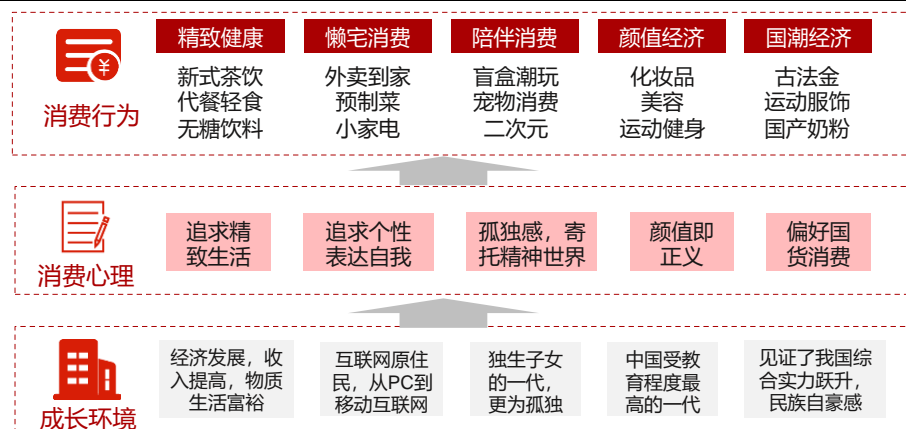 精致健康
懒宅消费
陪伴消费
颜值经济
国潮经济
¥
消费行为
新式茶饮
代餐轻食
无糖饮料
外卖到家
预制菜
小家电
盲盒潮玩
宠物消费
二次元
化妆品
美容
运动健身
古法金
运动服饰
国产奶粉
消费心理
追求精
致生活
追求个性
表达自我
孤独感，寄
托精神世界
颜值即
正义
偏好国
货消费
成长环境
经济发展，收
入提高，物质
生活富裕
互联网原住
民，从PC到
移动互联网
独生子女
的一代，
更为孤独
中国受教
育程度最
高的一代
见证了我国综
合实力跃升，
民族自豪感